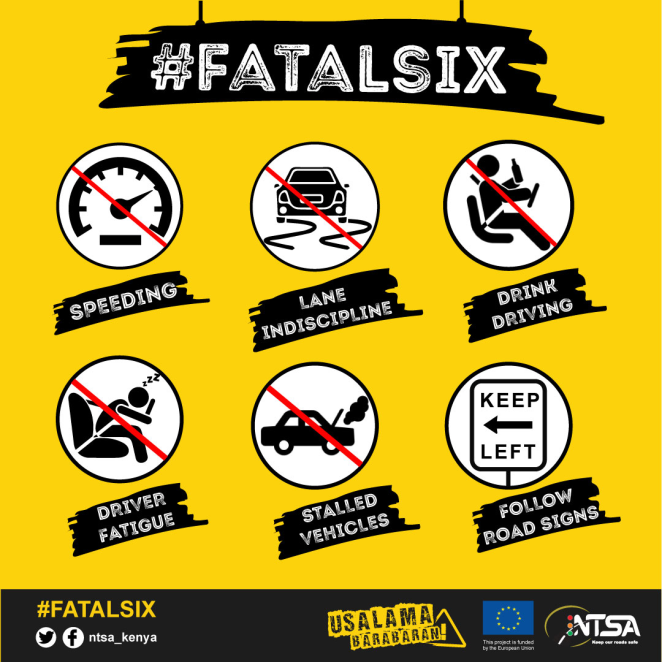 #FATALSIX
SPEEDING
LANE
INDISCIPLINE
DRINK
DRIVING
zzz
DRIVER
FATIGUE
STALLED
VEHICLES
KEEP
LEFT
FOLLOW
ROAD SIGNS
#FATALSIX
ntsa_kenya
USALAMA
BARABARANI
This project is funded
by the European Union
NTSA
Keep our roads safe